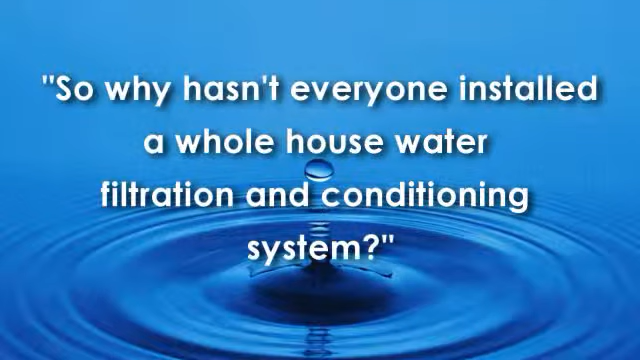 "So why hasn't everyone installed
a whole house water
filtration and conditioning
system?"